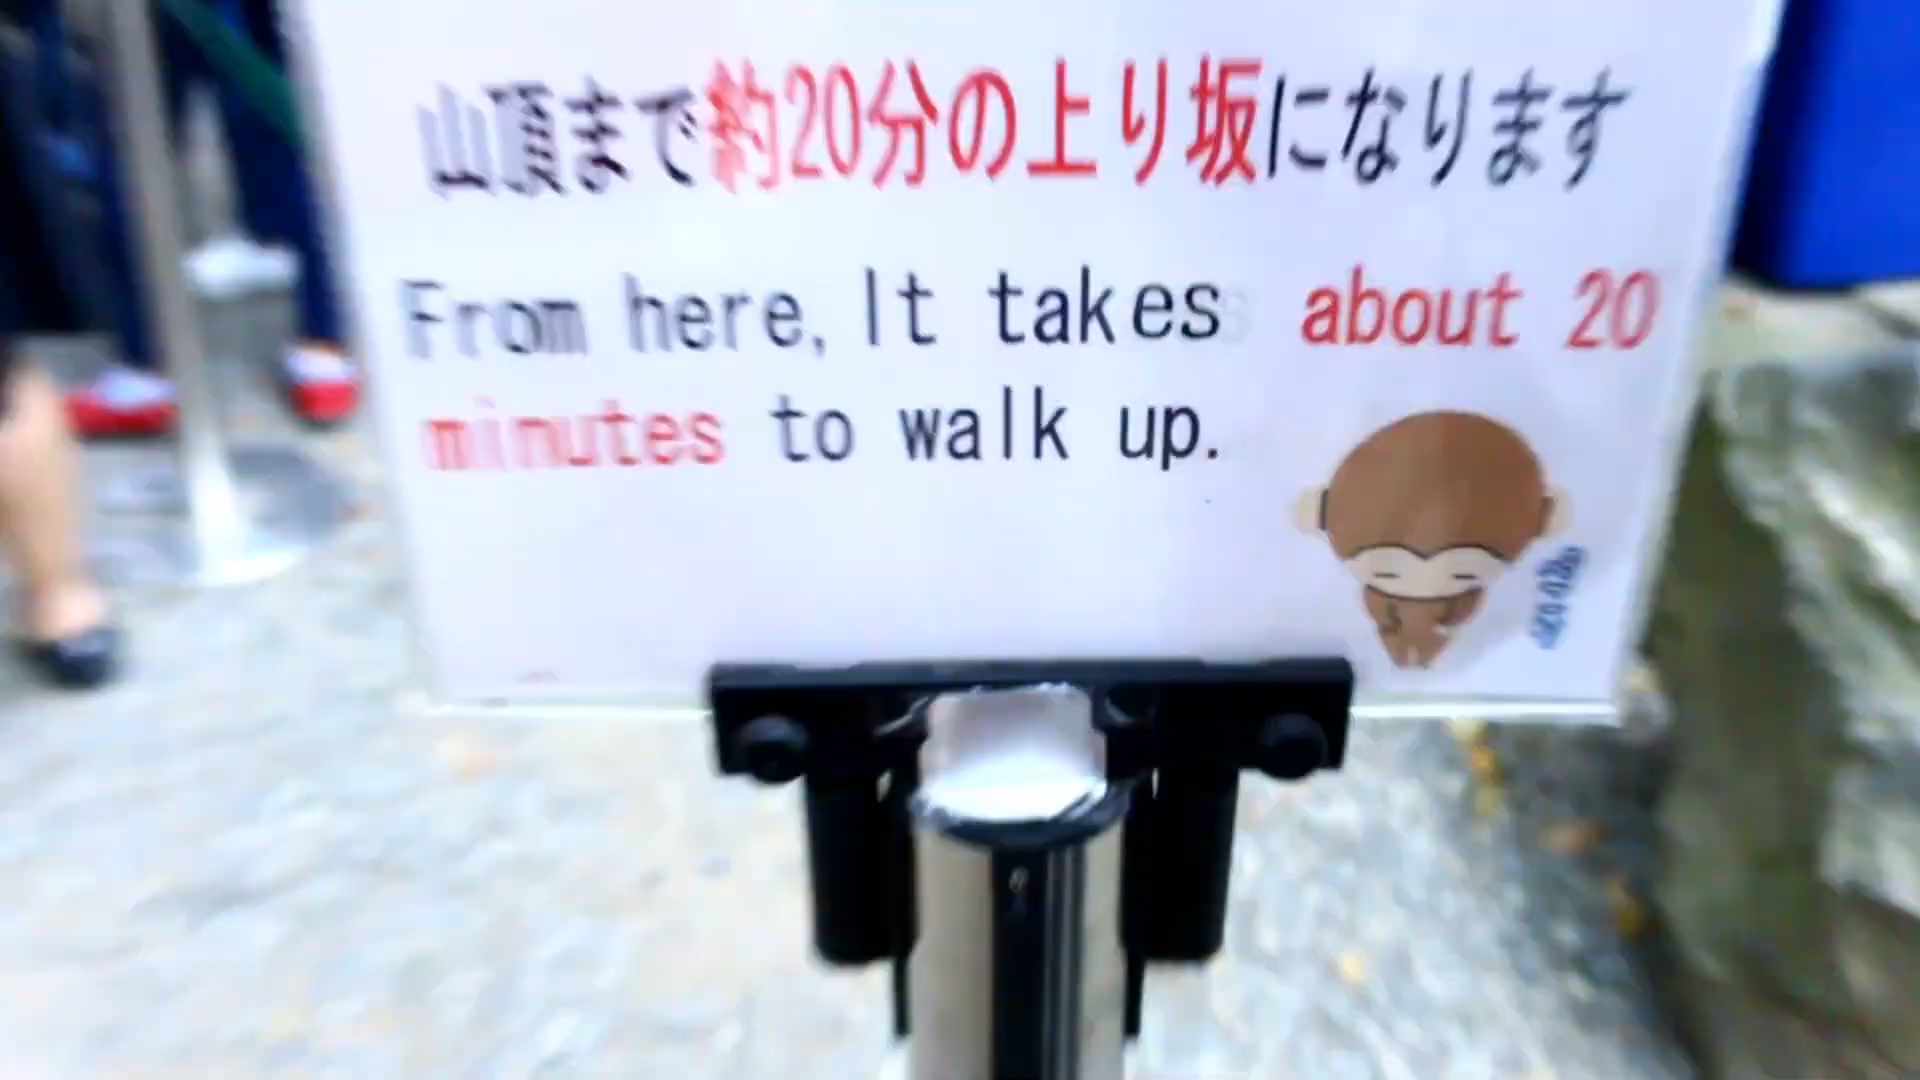 山頂まで約20分の上り坂になります
From here, It takes about 20
minutes to walk up.